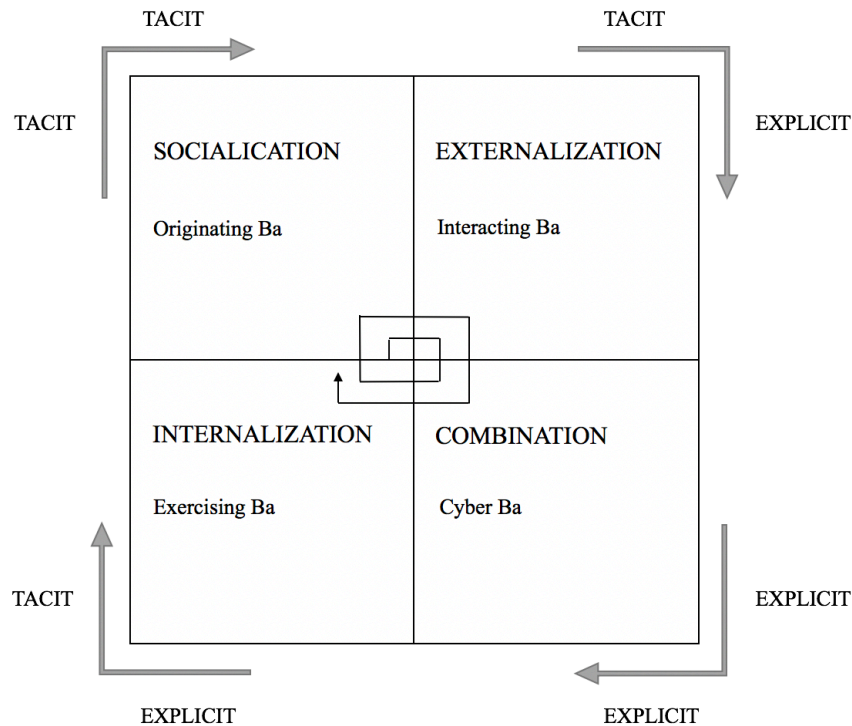 TACIT
TACIT
TACIT
EXPLICIT
SOCIALICATION
EXTERNALIZATION
Originating Ba
Interacting Ba
INTERNALIZATION
COMBINATION
Exercising Ba
Cyber Ba
TACIT
EXPLICIT
EXPLICIT
EXPLICIT